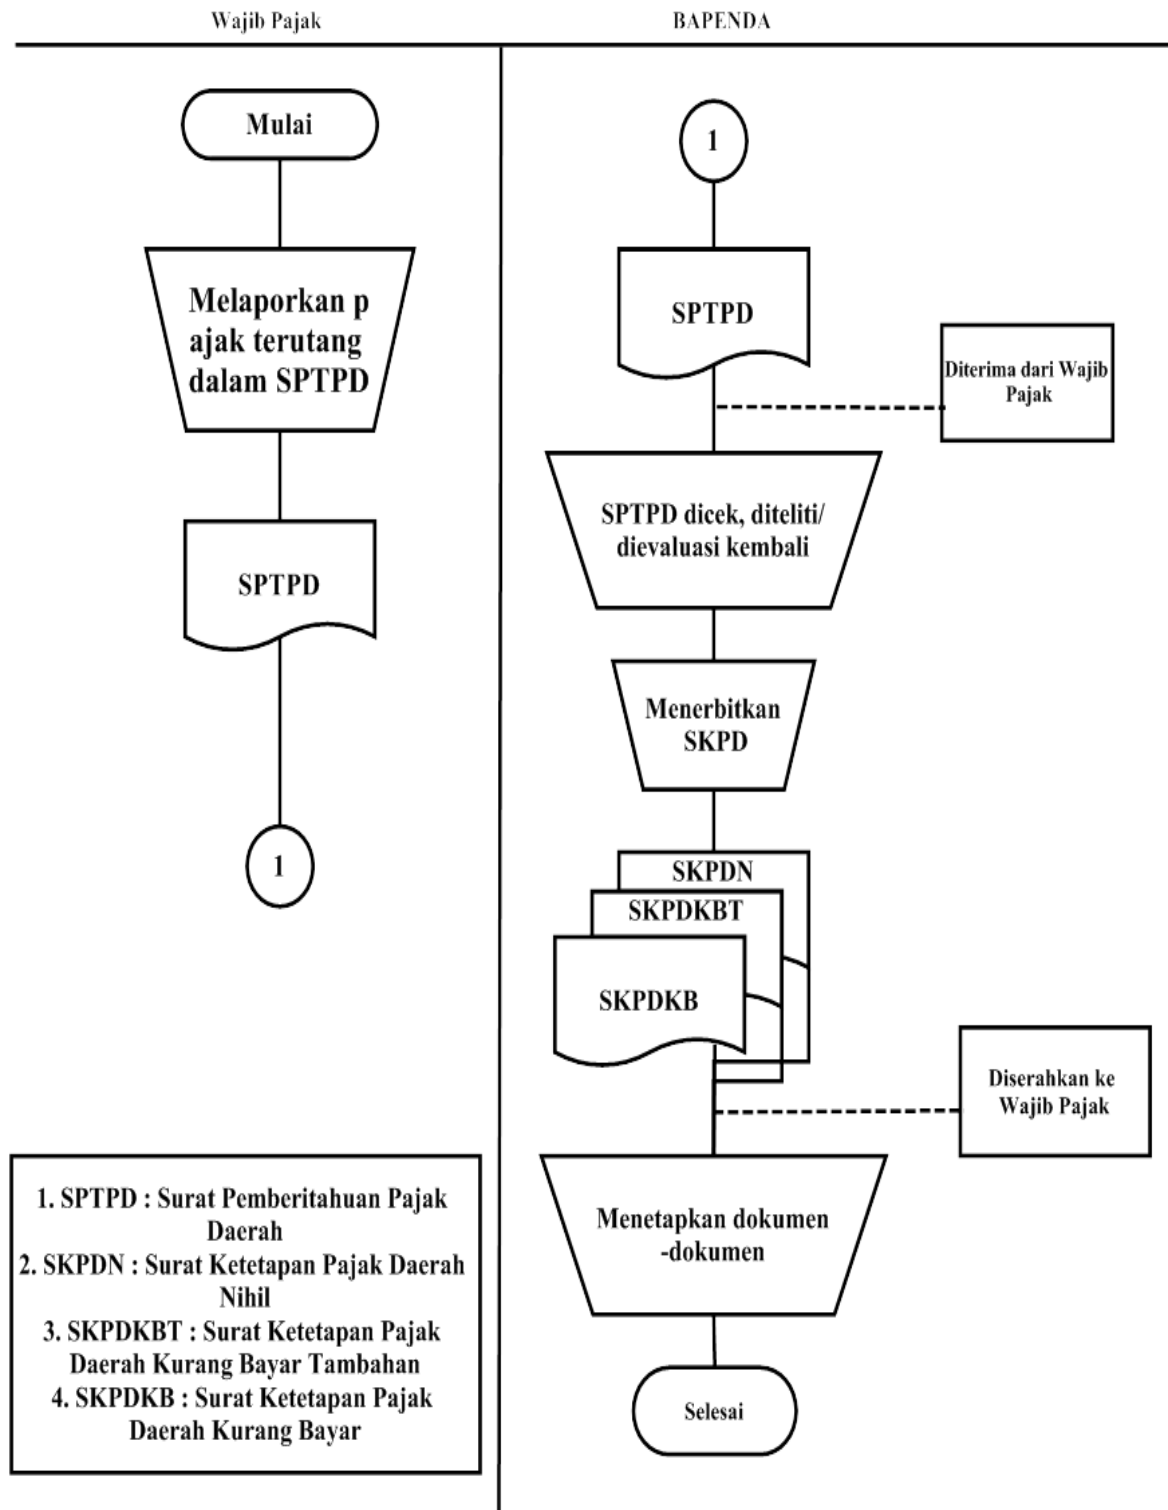 Wajib Pajak
BAPENDA
Mulai
Melaporkan p
ajak terutang
dalam SPTPD
SPTPD
1
1
SPTPD
Diterima dari Wajib
Pajak
SPTPD dicek, diteliti/
dievaluasi kembali
Menerbitkan
SKPD
SKPDN
SKPDKBT
SKPDKB
Diserahkan ke
Wajib Pajak
Menetapkan dokumen
-dokumen
Selesai
1. SPTPD : Surat Pemberitahuan Pajak
Daerah
2. SKPDN : Surat Ketetapan Pajak Daerah
Nihil
3. SKPDKBT : Surat Ketetapan Pajak
Daerah Kurang Bayar Tambahan
4. SKPDKB : Surat Ketetapan Pajak
Daerah Kurang Bayar